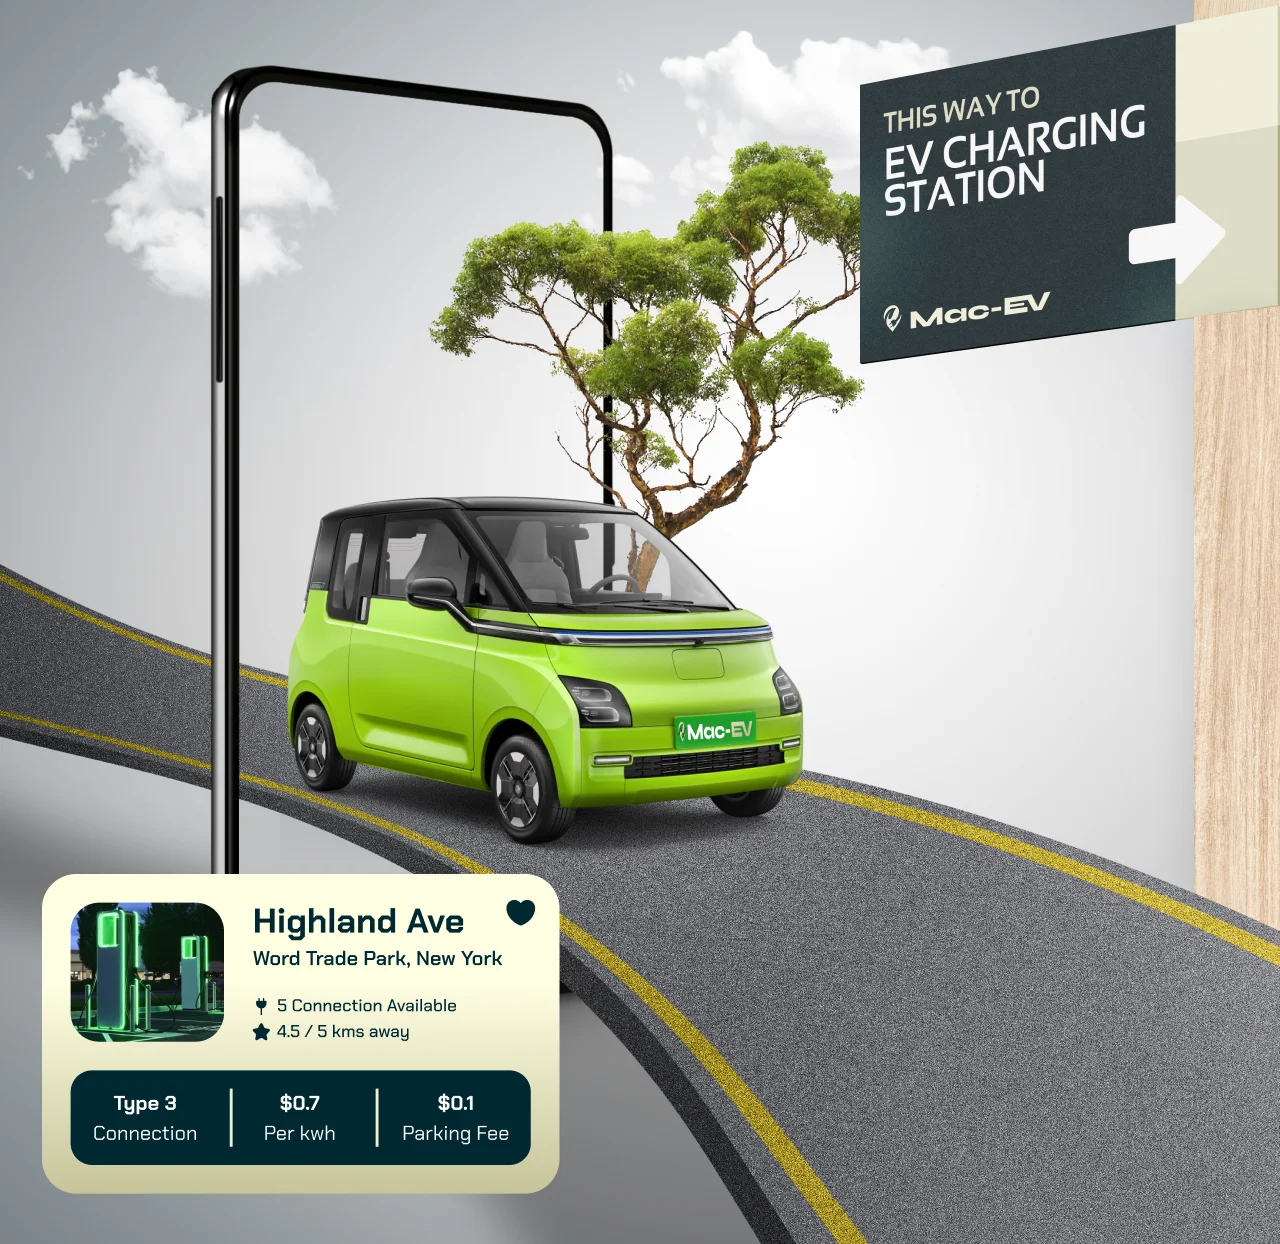 THIS WAY TO
EV CHARGING
STATION
Mac-EV
Mac-EV
Highland Ave
Word Trade Park, New York
5 Connection Available
4.5 / 5 kms away
Type 3
Connection
$0.7
Per kwh
$0.1
Parking Fee